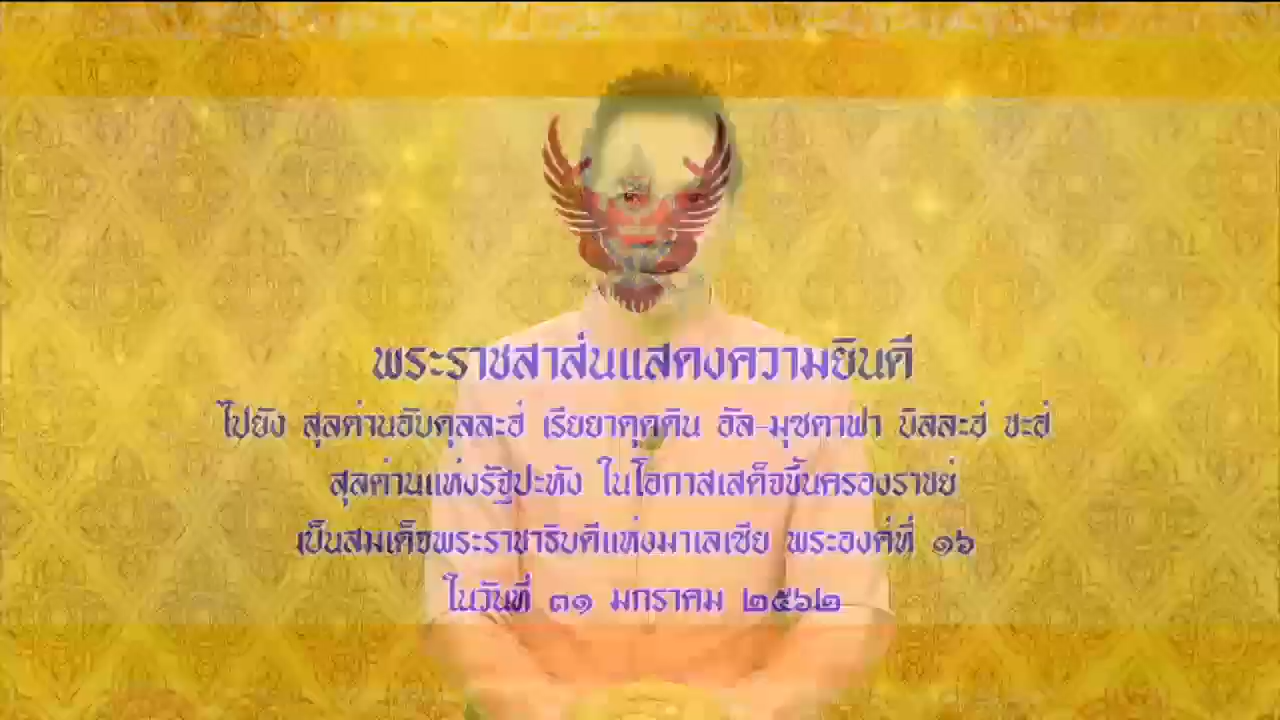 พระราชสาส์นแสดงความยินดี
ไปยัง สุลต่านอับดุลละฮ์ เรียยาตุดดิน อัล-มุซตาฟา บิลละฮ์ ชะฮ์
สุลต่านแห่งรัฐปะหัง ในโอกาสเสด็จขึ้นครองราชย์
เป็นสมเด็จพระราชาธิบดีแห่งมาเลเซีย พระองค์ที่ ๑๖
ในวันที่ ๓๑ มกราคม ๒๕๖๒